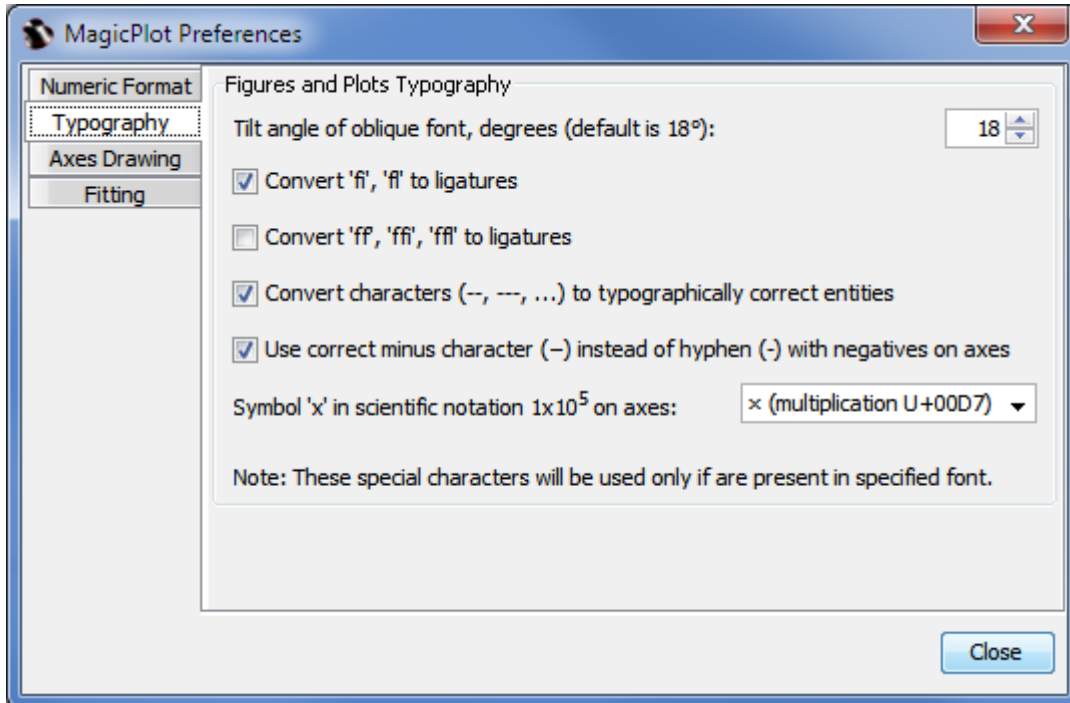 MagicPlot Preferences
Numeric Format
Typography
Axes Drawing
Fitting
Figures and Plots Typography
Tilt angle of oblique font, degrees (default is 18°):
18
Convert 'fi', 'fl' to ligatures
Convert 'ff', 'ffi', 'ffl' to ligatures
Convert characters (--, ---, ...) to typographically correct entities
Use correct minus character (−) instead of hyphen (-) with negatives on axes
Symbol 'x' in scientific notation 1x10⁵ on axes:
× (multiplication U+00D7)
Note: These special characters will be used only if are present in specified font.
Close